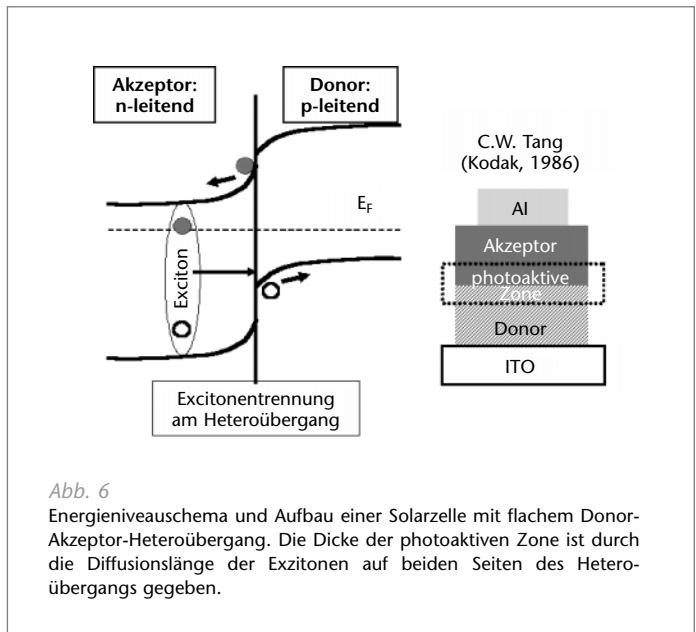 Akzeptor:
n-leitend
Donor:
p-leitend
E_F
Exciton
Excitonentrennung
am Heteroübergang
C.W. Tang
(Kodak, 1986)
Al
Akzeptor
photoaktive
Zone
Donor
ITO
Abb. 6
Energieniveauschema und Aufbau einer Solarzelle mit flachem Donor-
Akzeptor-Heteroübergang. Die Dicke der photoaktiven Zone ist durch
die Diffusionslänge der Exzitonen auf beiden Seiten des Hetero-
übergangs gegeben.